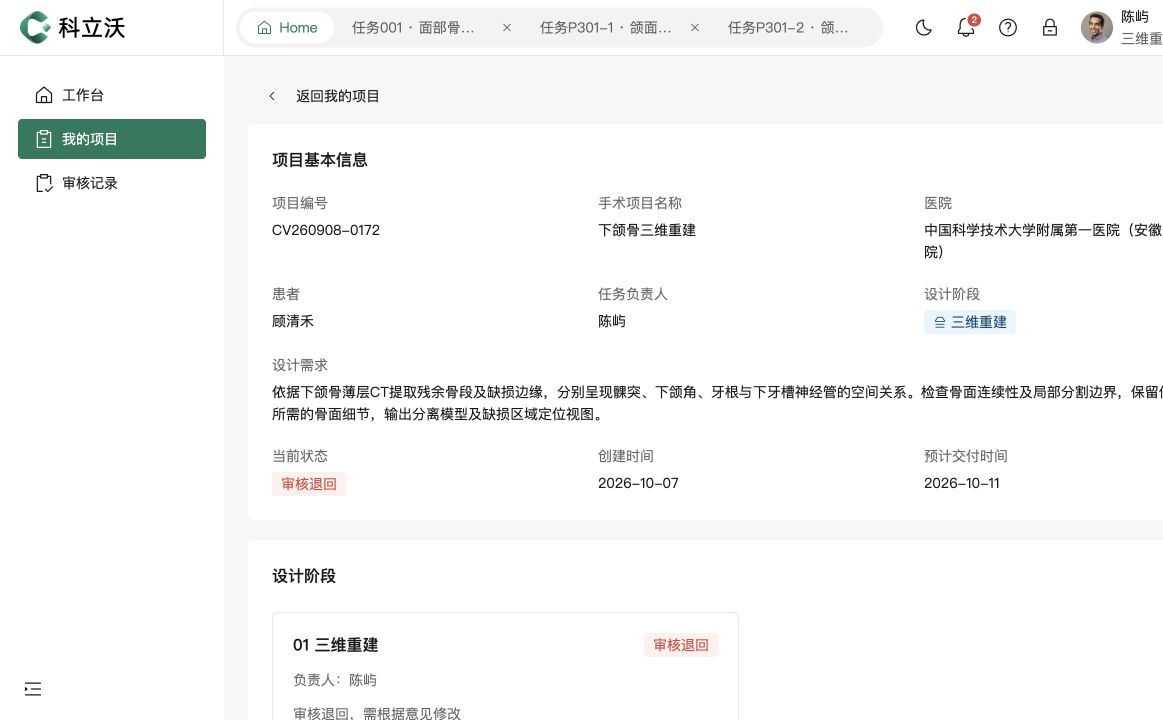 科立沃
Home
任务001 · 面部骨…
任务P301-1 · 颌面…
任务P301-2 · 颌…
2
陈屿
三维重
工作台
我的项目
审核记录
返回我的项目
项目基本信息
项目编号
手术项目名称
医院
CV260908-0172
下颌骨三维重建
中国科学技术大学附属第一医院（安徽
院）
患者
任务负责人
设计阶段
顾清禾
陈屿
三维重建
设计需求
依据下颌骨薄层CT提取残余骨段及缺损边缘，分别呈现髁突、下颌角、牙根与下牙槽神经管的空间关系。检查骨面连续性及局部分割边界，保留
所需的骨面细节，输出分离模型及缺损区域定位视图。
当前状态
创建时间
预计交付时间
审核退回
2026-10-07
2026-10-11
设计阶段
01 三维重建
审核退回
负责人：陈屿
审核退回，需根据意见修改